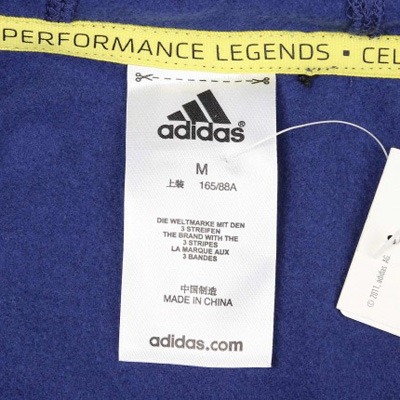 PERFORMANCE LEGENDS ▪ CEL
adidas
M
上裝 165/88A
DIE WELTMARKE MIT DEN
3 STREIFEN
THE BRAND WITH THE
3 STRIPES
LA MARQUE AUX
3 BANDES
中国制造
MADE IN CHINA
adidas.com
© 2011, adidas AG